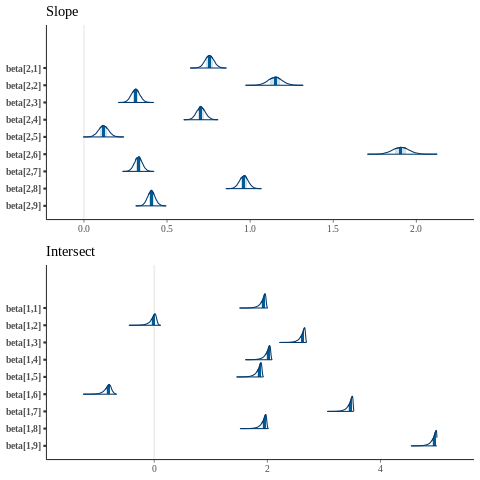 Slope
beta[2,1]
beta[2,2]
beta[2,3]
beta[2,4]
beta[2,5]
beta[2,6]
beta[2,7]
beta[2,8]
beta[2,9]
0.0 0.5 1.0 1.5 2.0
Intersect
beta[1,1]
beta[1,2]
beta[1,3]
beta[1,4]
beta[1,5]
beta[1,6]
beta[1,7]
beta[1,8]
beta[1,9]
0 2 4